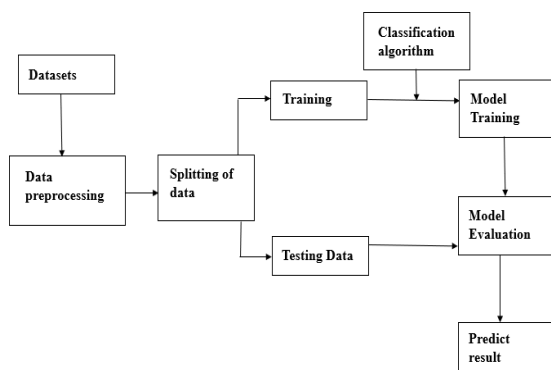 Classification
algorithm
Datasets
Training
Model
Training
Data
preprocessing
Splitting of
data
Model
Evaluation
Testing Data
Predict
result